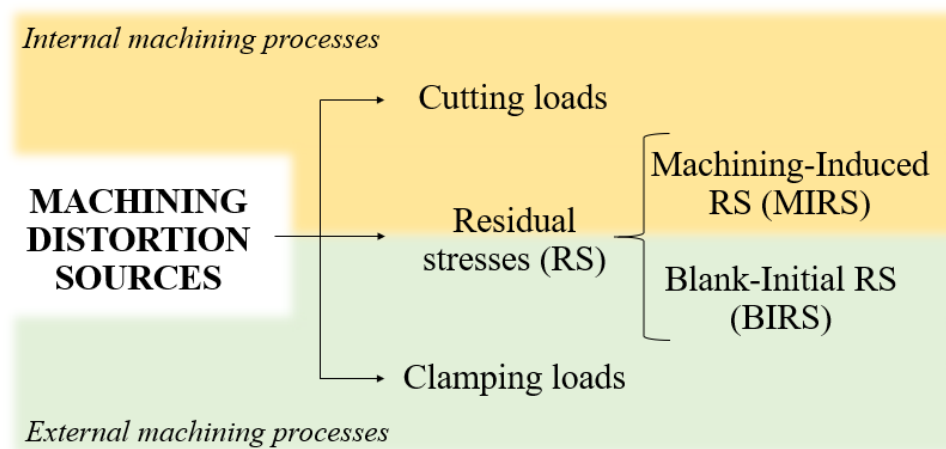 Internal machining processes
Cutting loads
MACHINING
DISTORTION
SOURCES
Residual
stresses (RS)
Machining-Induced
RS (MIRS)
Blank-Initial RS
(BIRS)
Clamping loads
External machining processes